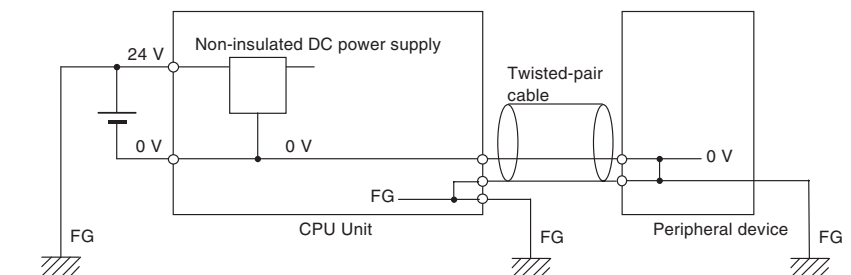 Non-insulated DC power supply
24 V
Twisted-pair
cable
0 V
0 V
0 V
FG
CPU Unit
Peripheral device
FG
FG
FG